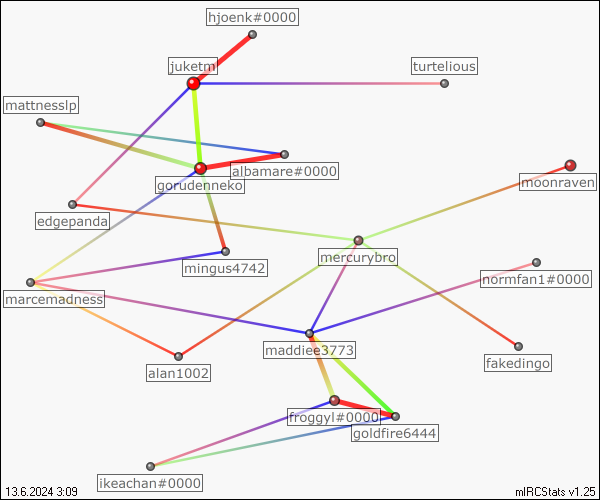 hjoenk#0000
juketm
turtelious
mattnesslp
albamare#0000
moonraven
gorudenneko
edgepanda
mercurybro
mingus4742
normfan1#0000
marcemadness
maddiee3773
fakedingo
alan1002
froggyl#0000
goldfire6444
ikeachan#0000
13.6.2024 3:09
mIRCStats v1.25